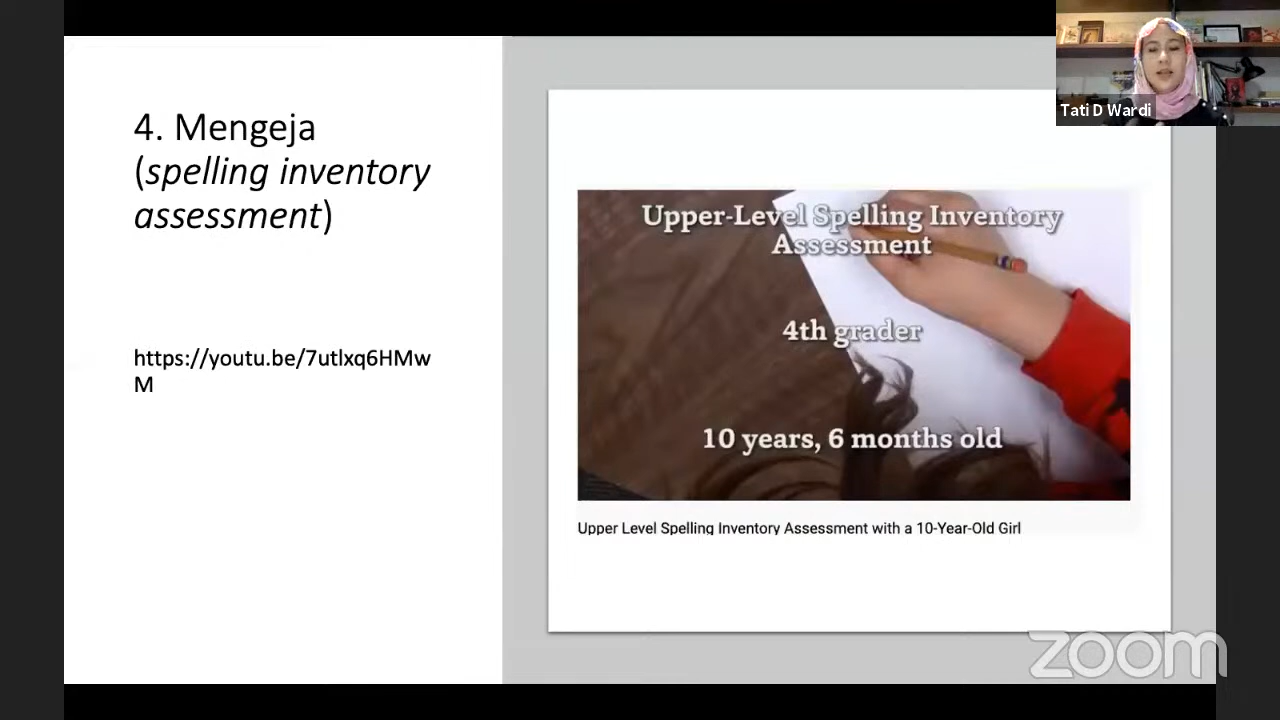 4. Mengeja
(spelling inventory
assessment)
https://youtu.be/7utlxq6HMw
M
Upper-Level Spelling Inventory
Assessment
4th grader
10 years, 6 months old
Upper Level Spelling Inventory Assessment with a 10-Year-Old Girl
Tati D Wardi
zoom